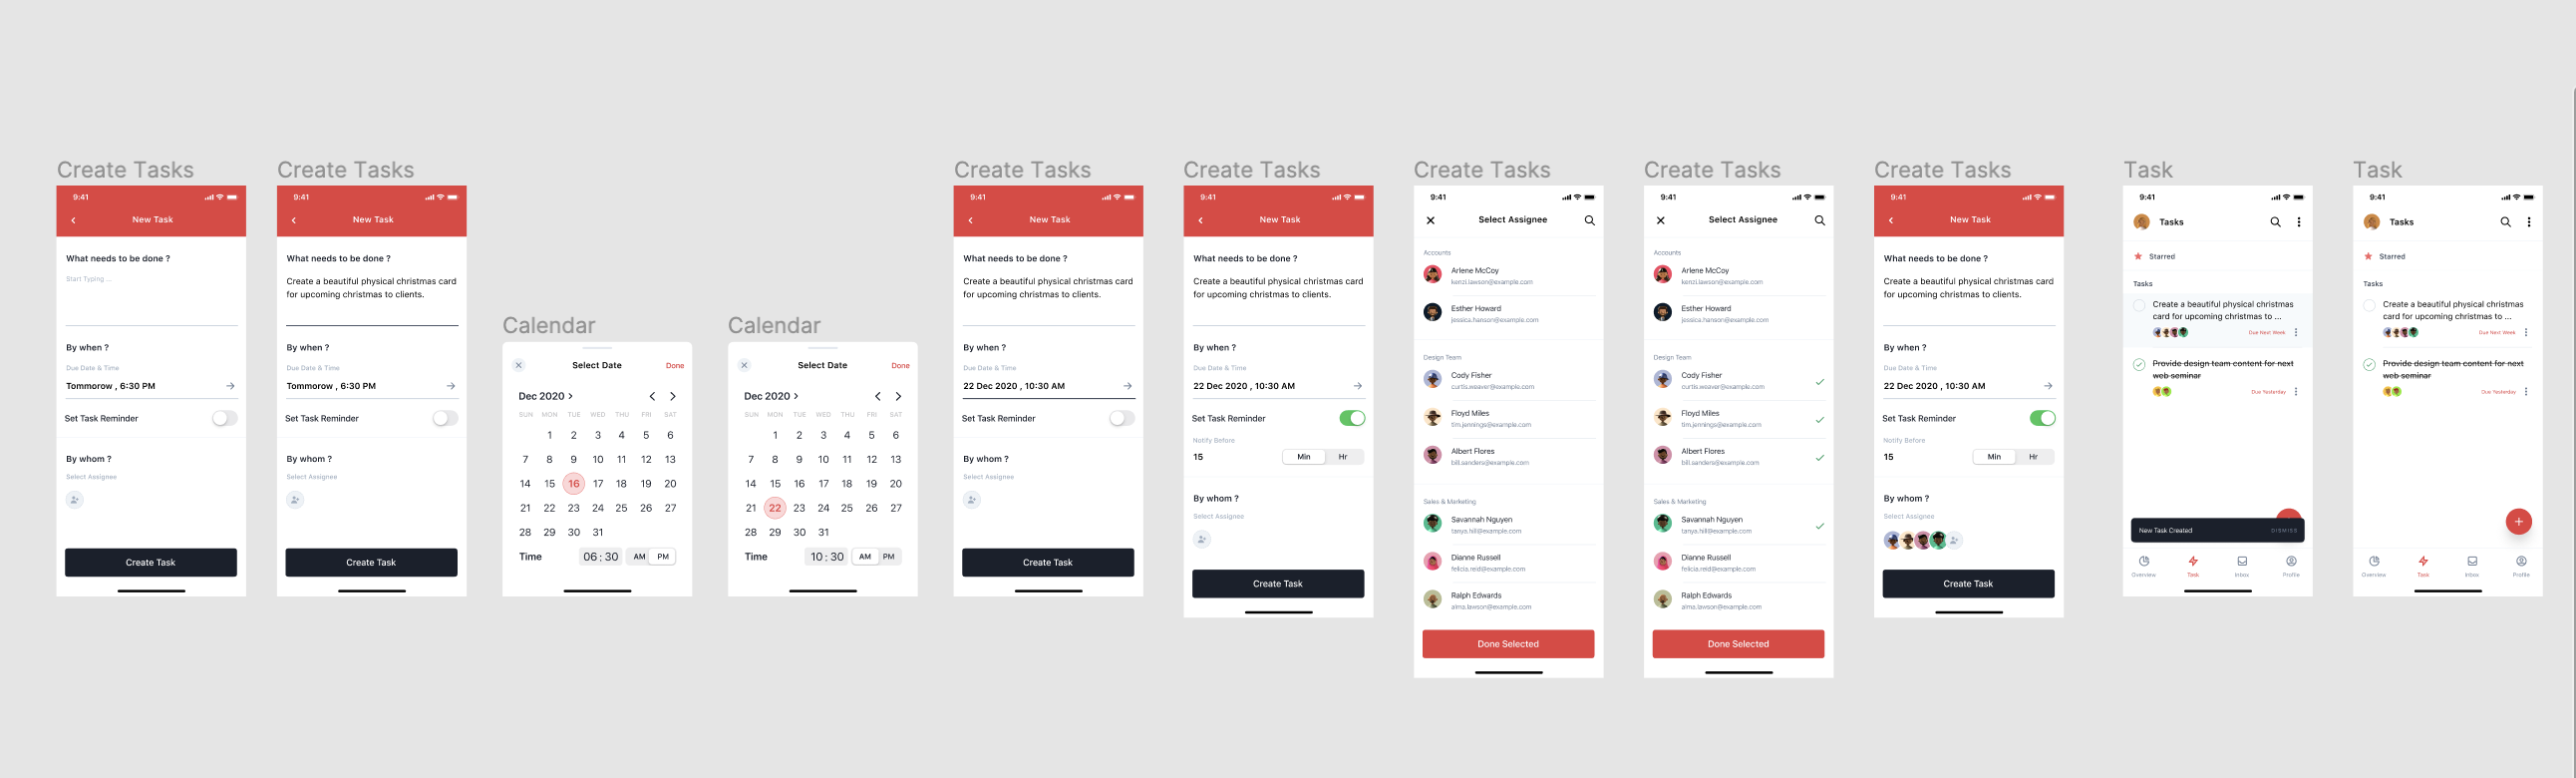 Create Tasks
9:41
New Task
What needs to be done ?
Start Typing ...
By when ?
Due Date & Time
Tommorow , 6:30 PM
Set Task Reminder
By whom ?
Select Assignee
Create Task
Create Tasks
9:41
New Task
What needs to be done ?
Create a beautiful physical christmas card
for upcoming christmas to clients.
By when ?
Due Date & Time
Tommorow , 6:30 PM
Set Task Reminder
By whom ?
Select Assignee
Create Task
Calendar
Select Date
Done
Dec 2020
SUN MON TUE WED THU FRI SAT
1 2 3 4 5 6
7 8 9 10 11 12 13
14 15 16 17 18 19 20
21 22 23 24 25 26 27
28 29 30 31
Time 06 : 30 AM PM
Calendar
Select Date
Done
Dec 2020
SUN MON TUE WED THU FRI SAT
1 2 3 4 5 6
7 8 9 10 11 12 13
14 15 16 17 18 19 20
21 22 23 24 25 26 27
28 29 30 31
Time 10 : 30 AM PM
Create Tasks
9:41
New Task
What needs to be done ?
Create a beautiful physical christmas card
for upcoming christmas to clients.
By when ?
Due Date & Time
22 Dec 2020 , 10:30 AM
Set Task Reminder
By whom ?
Select Assignee
Create Task
Create Tasks
9:41
New Task
What needs to be done ?
Create a beautiful physical christmas card
for upcoming christmas to clients.
By when ?
Due Date & Time
22 Dec 2020 , 10:30 AM
Set Task Reminder
Notify Before
15 Min Hr
By whom ?
Select Assignee
Create Task
Create Tasks
9:41
Select Assignee
Accounts
Arlene McCoy
kenzi.lawson@example.com
Esther Howard
jessica.hanson@example.com
Design Team
Cody Fisher
curtis.weaver@example.com
Floyd Miles
tim.jennings@example.com
Albert Flores
bill.sanders@example.com
Sales & Marketing
Savannah Nguyen
tanya.hill@example.com
Dianne Russell
felicia.reid@example.com
Ralph Edwards
alma.lawson@example.com
Done Selected
Create Tasks
9:41
Select Assignee
Accounts
Arlene McCoy
kenzi.lawson@example.com
Esther Howard
jessica.hanson@example.com
Design Team
Cody Fisher
curtis.weaver@example.com
Floyd Miles
tim.jennings@example.com
Albert Flores
bill.sanders@example.com
Sales & Marketing
Savannah Nguyen
tanya.hill@example.com
Dianne Russell
felicia.reid@example.com
Ralph Edwards
alma.lawson@example.com
Done Selected
Create Tasks
9:41
New Task
What needs to be done ?
Create a beautiful physical christmas card
for upcoming christmas to clients.
By when ?
Due Date & Time
22 Dec 2020 , 10:30 AM
Set Task Reminder
Notify Before
15 Min Hr
By whom ?
Select Assignee
Create Task
Task
9:41
Tasks
Starred
Tasks
Create a beautiful physical christmas
card for upcoming christmas to ...
Due Next Week
Provide design team content for next
web seminar
Due Yesterday
New Task Created DISMISS
Overview Task Inbox Profile
Task
9:41
Tasks
Starred
Tasks
Create a beautiful physical christmas
card for upcoming christmas to ...
Due Next Week
Provide design team content for next
web seminar
Due Yesterday
Overview Task Inbox Profile